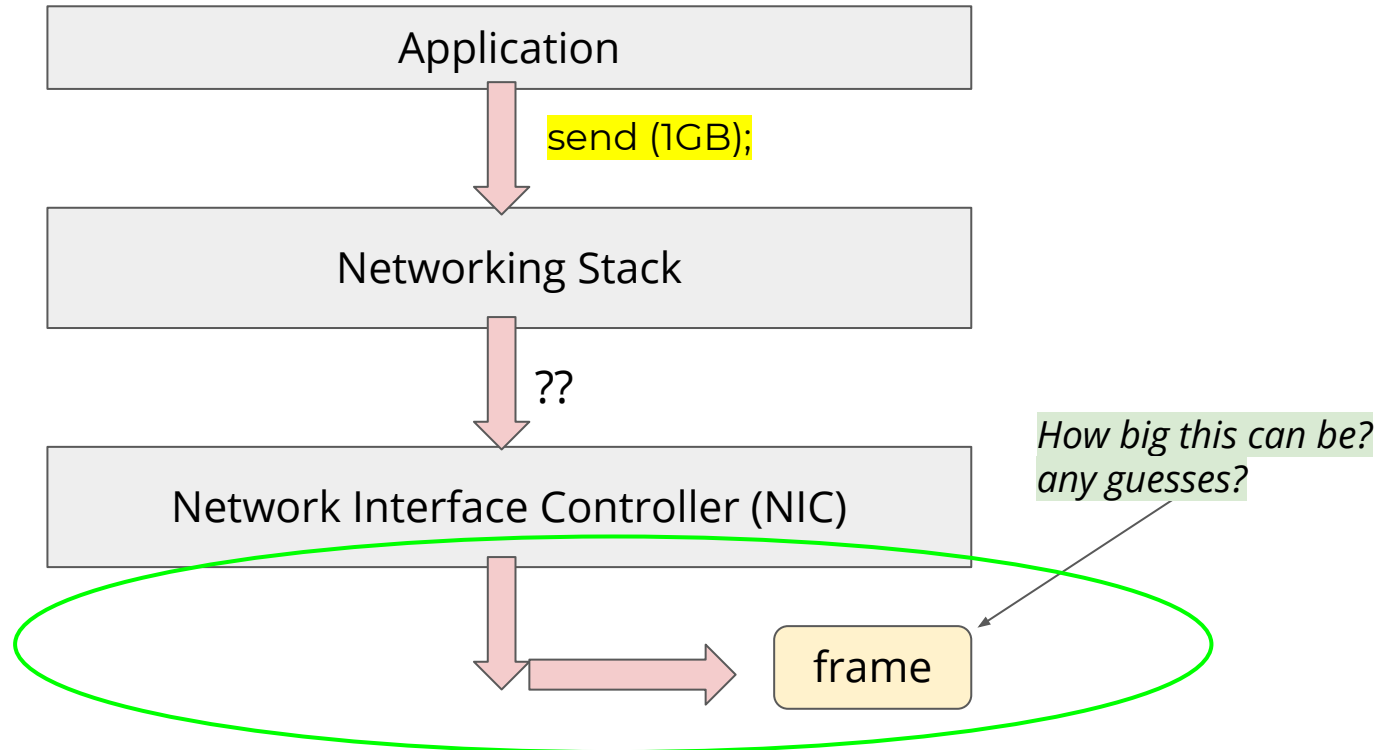 Application
send (1GB);
Networking Stack
??
How big this can be?
any guesses?
Network Interface Controller (NIC)
frame